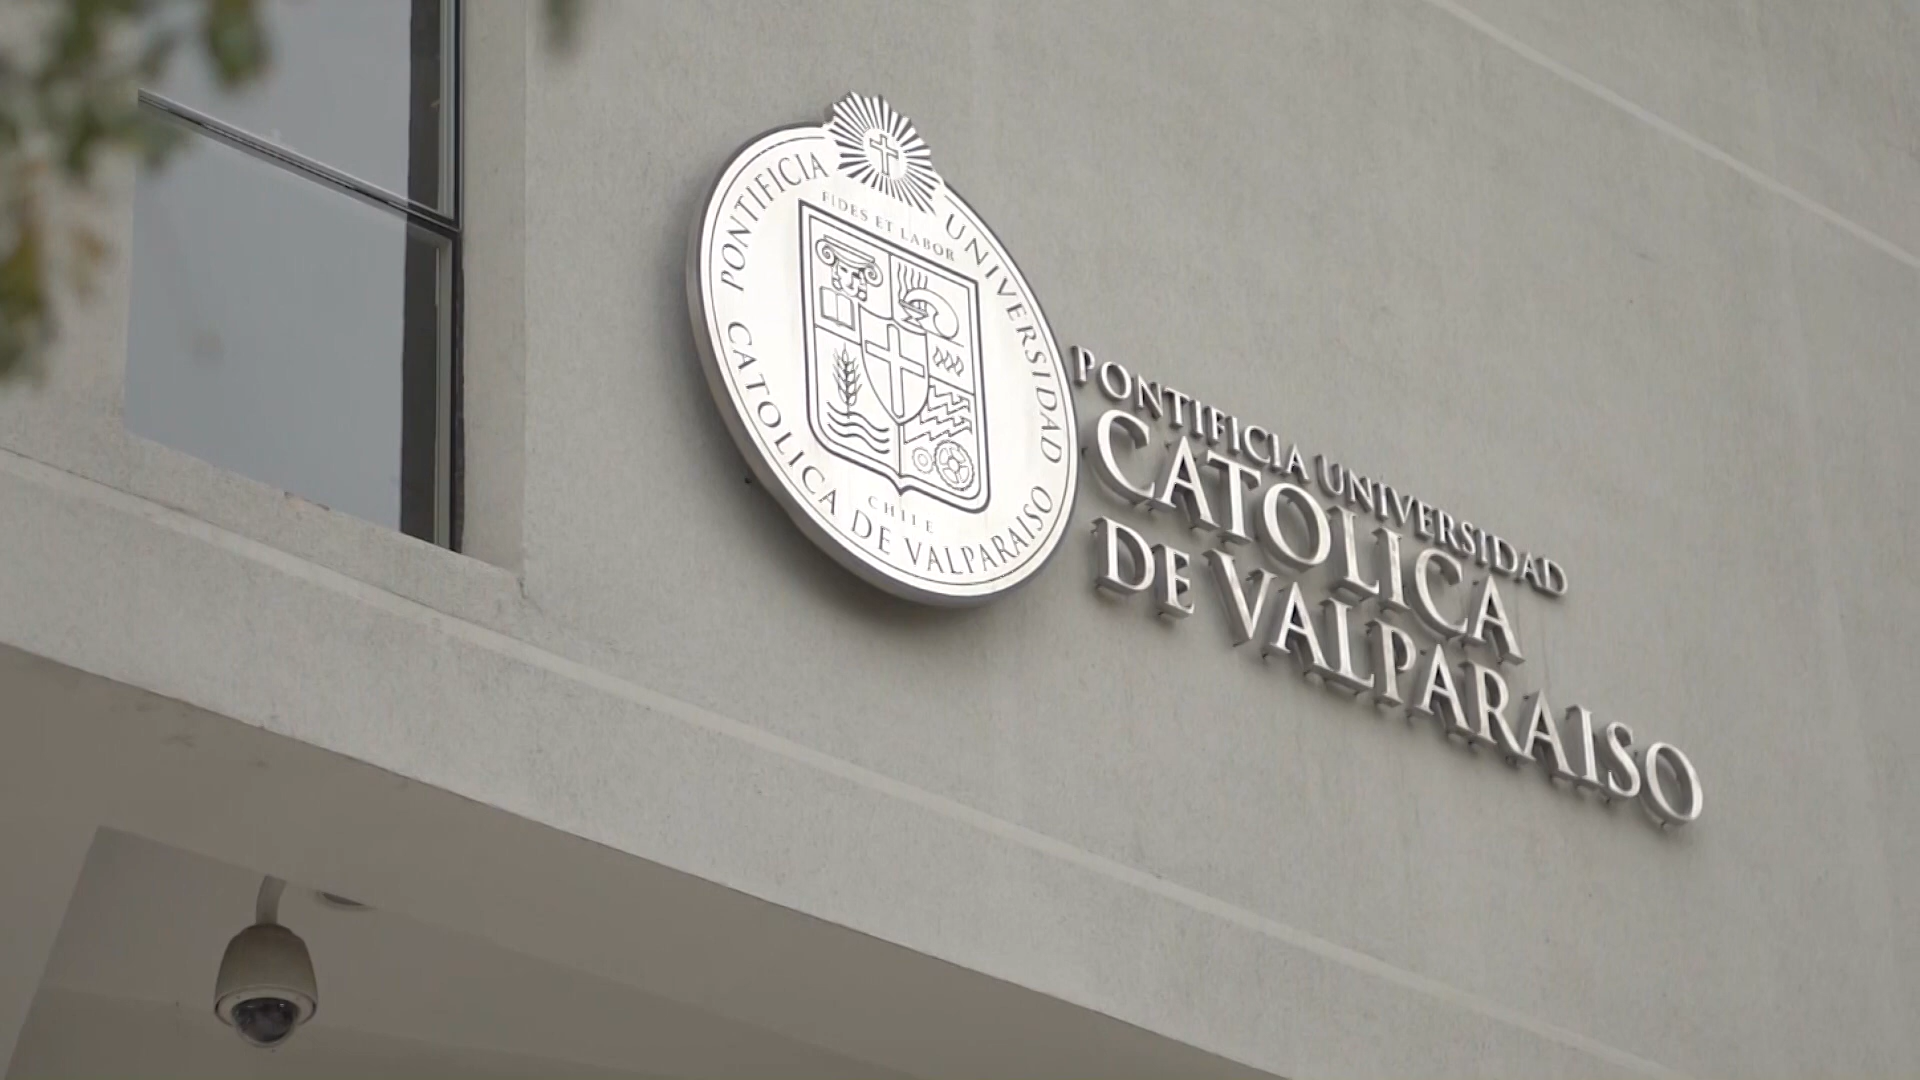 PONTIFICIA UNIVERSIDAD
CATOLICA DE VALPARAISO
FIDES ET LABOR
CHILE
PONTIFICIA UNIVERSIDAD
CATOLICA
DE VALPARAISO